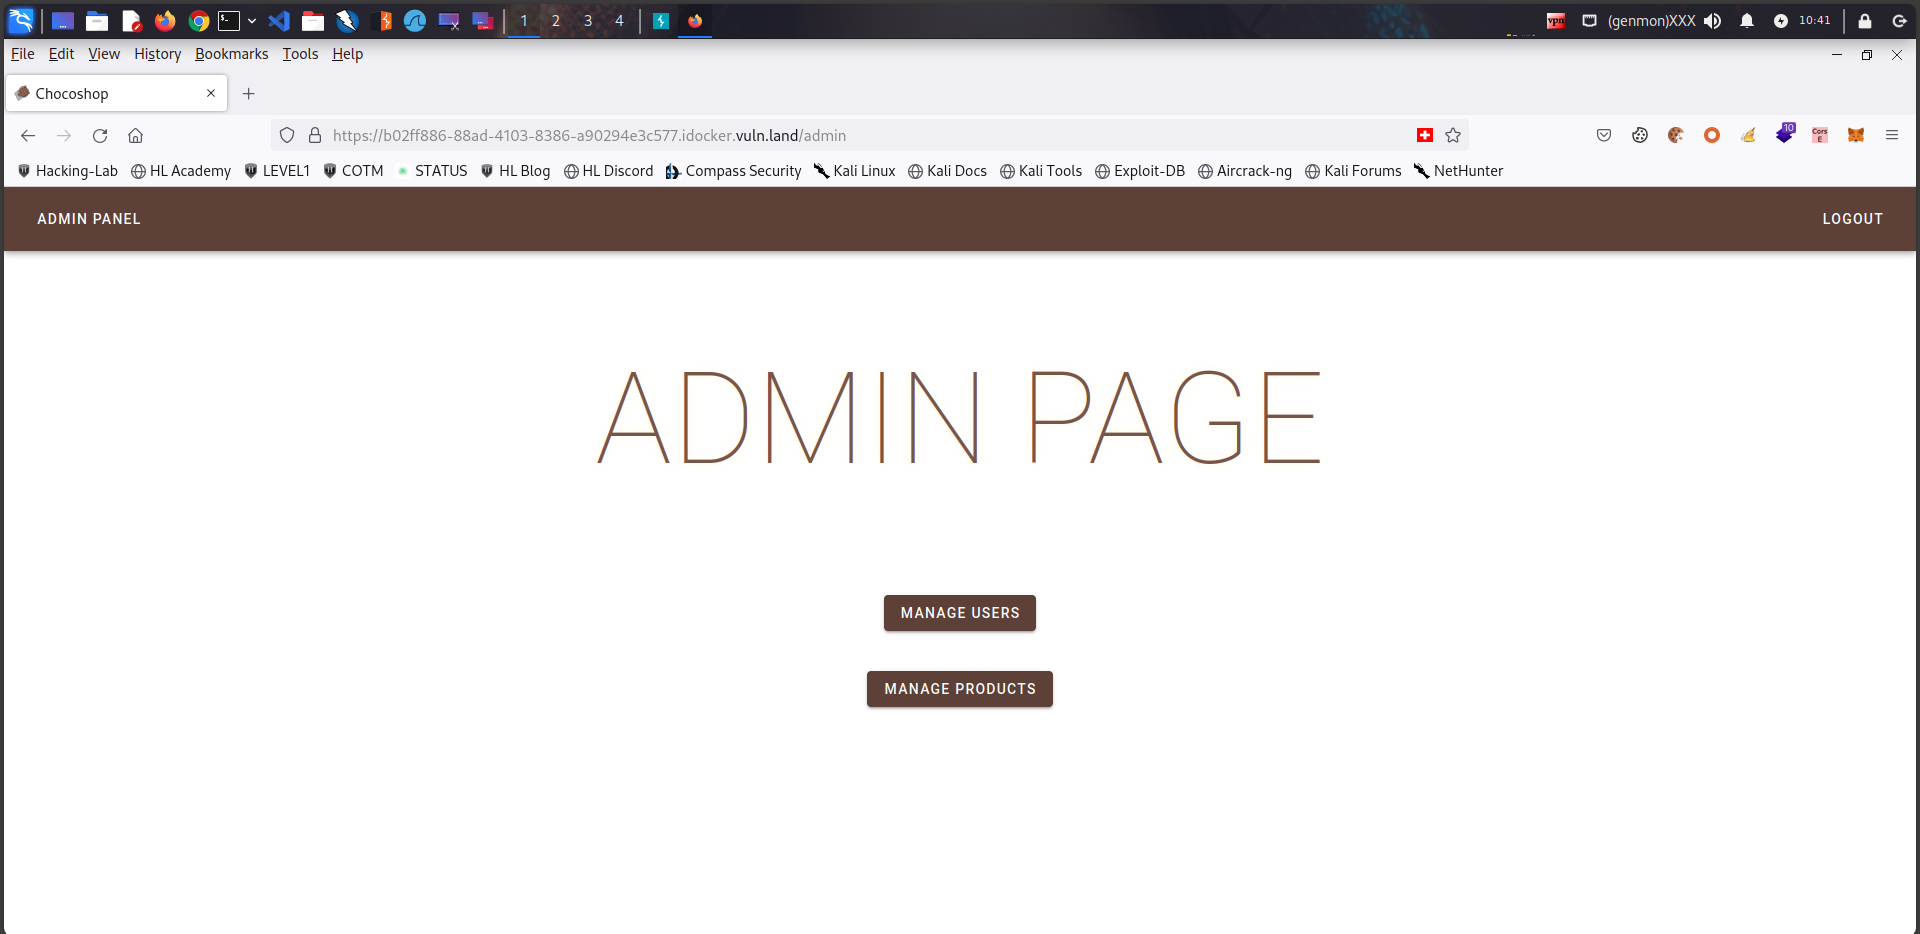 1 2 3 4 vpn (genmon)XXX 10:41
File Edit View History Bookmarks Tools Help
Chocoshop
https://b02ff886-88ad-4103-8386-a90294e3c577.idocker.vuln.land/admin 10 Cors E
Hacking-Lab HL Academy LEVEL1 COTM STATUS HL Blog HL Discord Compass Security Kali Linux Kali Docs Kali Tools Exploit-DB Aircrack-ng Kali Forums NetHunter
ADMIN PANEL LOGOUT
ADMIN PAGE
MANAGE USERS
MANAGE PRODUCTS